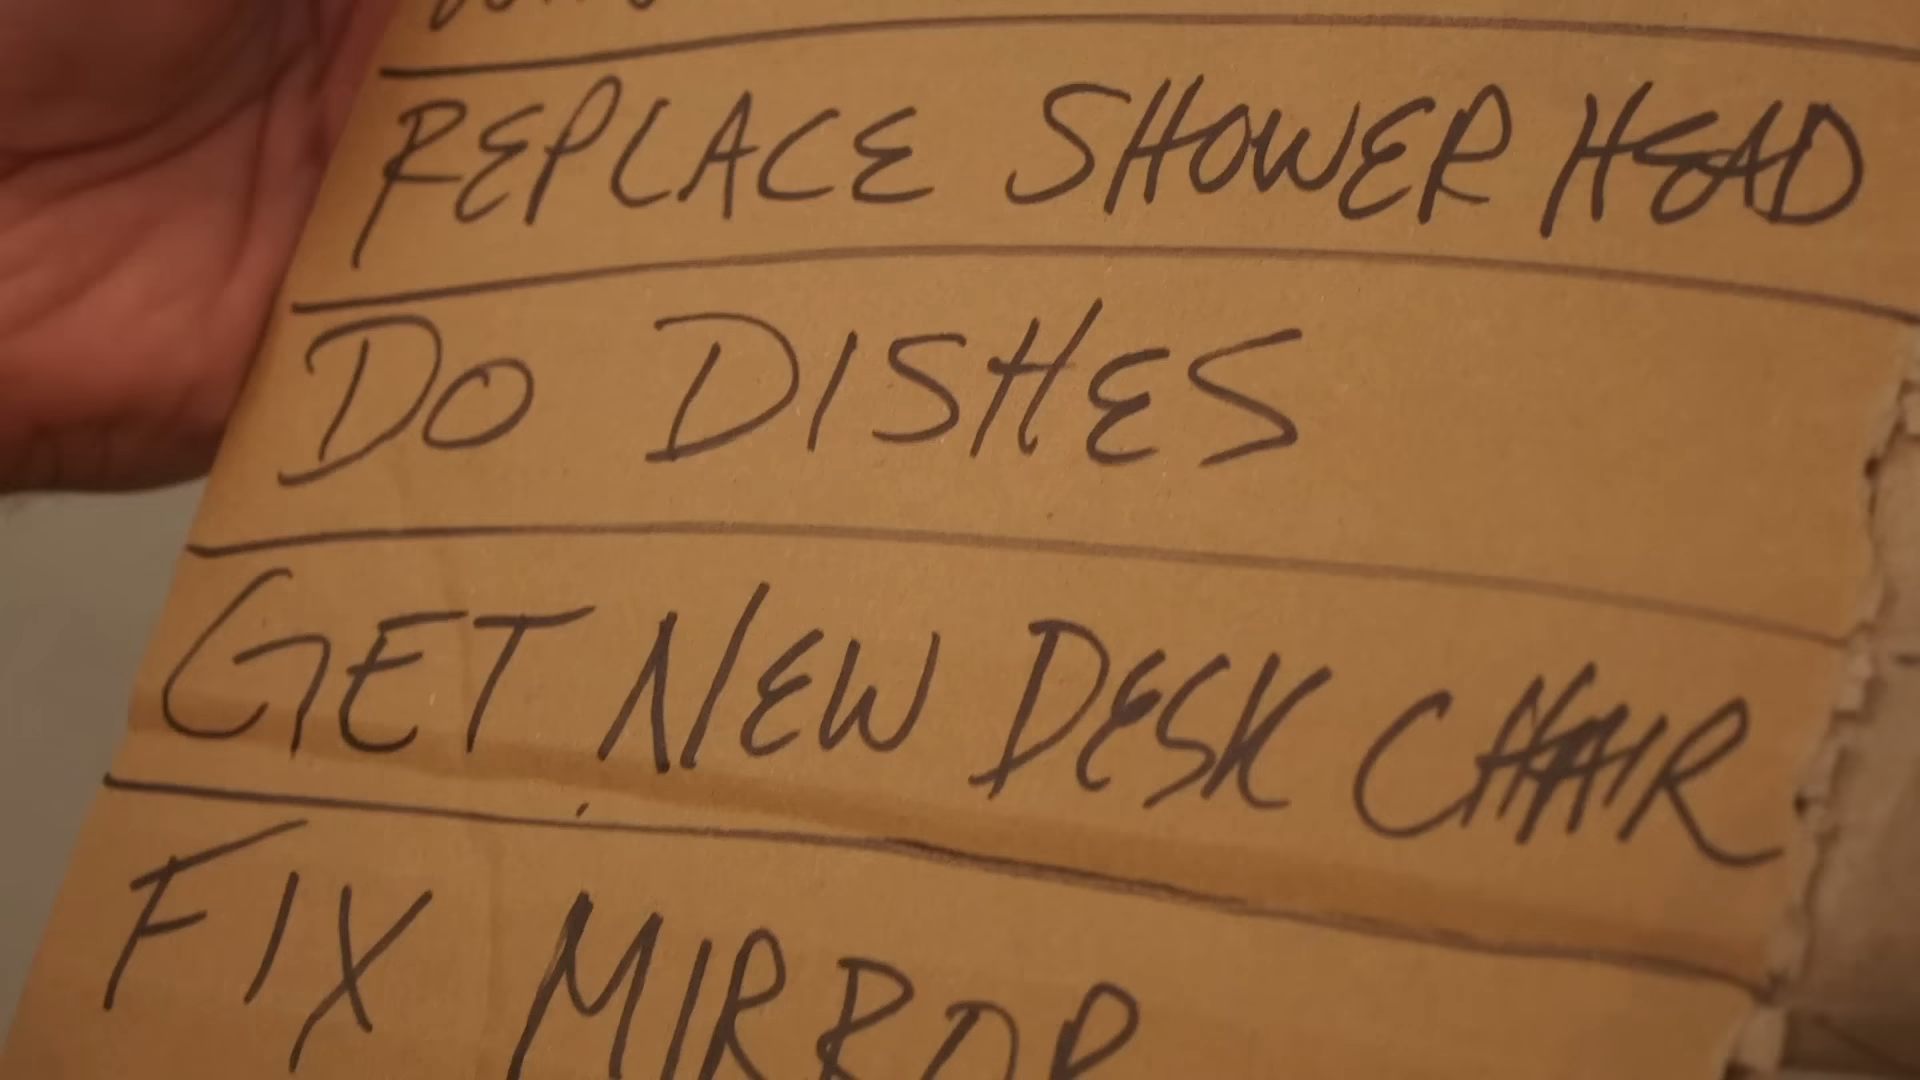 REPLACE SHOWER HEAD
DO DISHES
GET NEW DESK CHAIR
FIX MIRROR